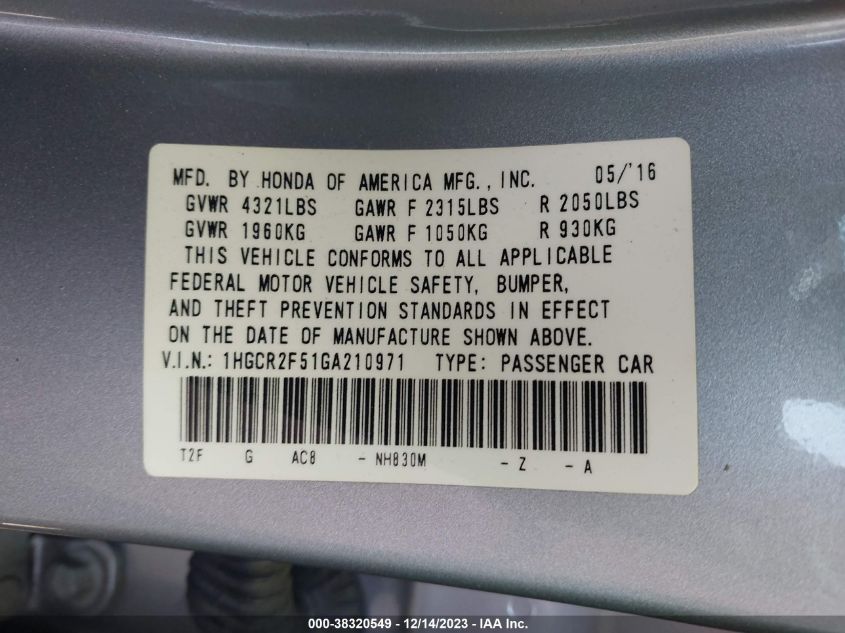 MFD. BY HONDA OF AMERICA MFG., INC. 05/'16
GVWR 4321LBS GAWR F 2315LBS R 2050LBS
GVWR 1960KG GAWR F 1050KG R 930KG
THIS VEHICLE CONFORMS TO ALL APPLICABLE
FEDERAL MOTOR VEHICLE SAFETY, BUMPER,
AND THEFT PREVENTION STANDARDS IN EFFECT
ON THE DATE OF MANUFACTURE SHOWN ABOVE.
V.I.N.: 1HGCR2F51GA210971 TYPE: PASSENGER CAR
T2F G AC8 - NH830M - Z - A
000-38320549 - 12/14/2023 - IAA Inc.